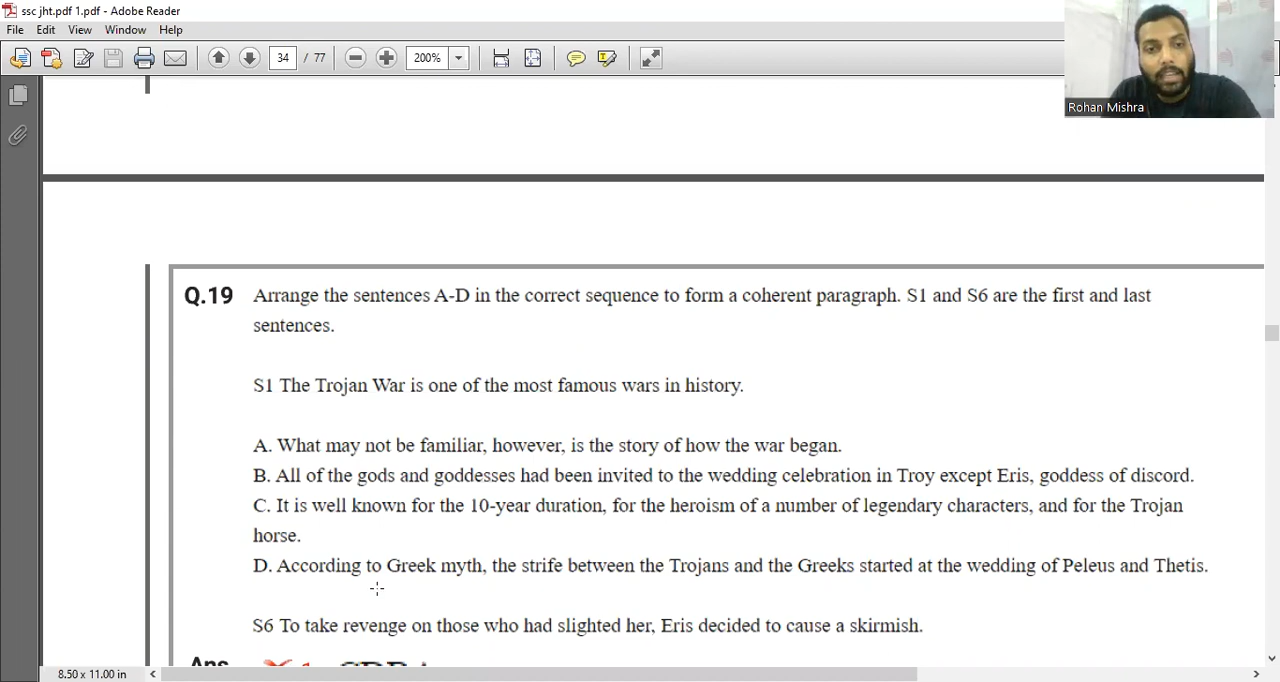 ssc jht.pdf 1.pdf - Adobe Reader
File Edit View Window Help
34 / 77 200%
Rohan Mishra
Q.19 Arrange the sentences A-D in the correct sequence to form a coherent paragraph. S1 and S6 are the first and last
sentences.
S1 The Trojan War is one of the most famous wars in history.
A. What may not be familiar, however, is the story of how the war began.
B. All of the gods and goddesses had been invited to the wedding celebration in Troy except Eris, goddess of discord.
C. It is well known for the 10-year duration, for the heroism of a number of legendary characters, and for the Trojan
horse.
D. According to Greek myth, the strife between the Trojans and the Greeks started at the wedding of Peleus and Thetis.
S6 To take revenge on those who had slighted her, Eris decided to cause a skirmish.
Ans
8.50 x 11.00 in